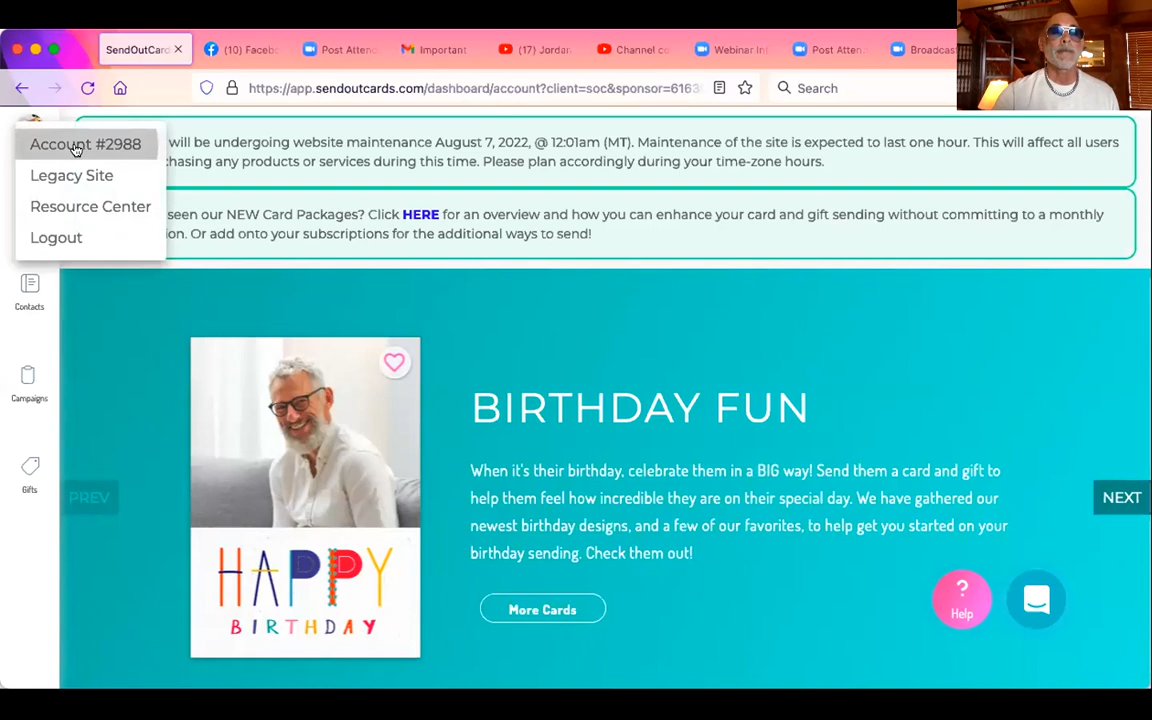 SendOutCard
(10) Faceb
Post Attend
Important
(17) Jordan
Channel co
Webinar In
Post Atten
Broadcas
https://app.sendoutcards.com/dashboard/account?client=soc&sponsor=6163
Search
Account #2988
Legacy Site
Resource Center
Logout
will be undergoing website maintenance August 7, 2022, @ 12:01am (MT). Maintenance of the site is expected to last one hour. This will affect all users
hasing any products or services during this time. Please plan accordingly during your time-zone hours.
seen our NEW Card Packages? Click HERE for an overview and how you can enhance your card and gift sending without committing to a monthly
on. Or add onto your subscriptions for the additional ways to send!
Contacts
Campaigns
Gifts
PREV
HAPPY
BIRTHDAY
BIRTHDAY FUN
When it's their birthday, celebrate them in a BIG way! Send them a card and gift to
help them feel how incredible they are on their special day. We have gathered our
newest birthday designs, and a few of our favorites, to help get you started on your
birthday sending. Check them out!
More Cards
NEXT
?
Help